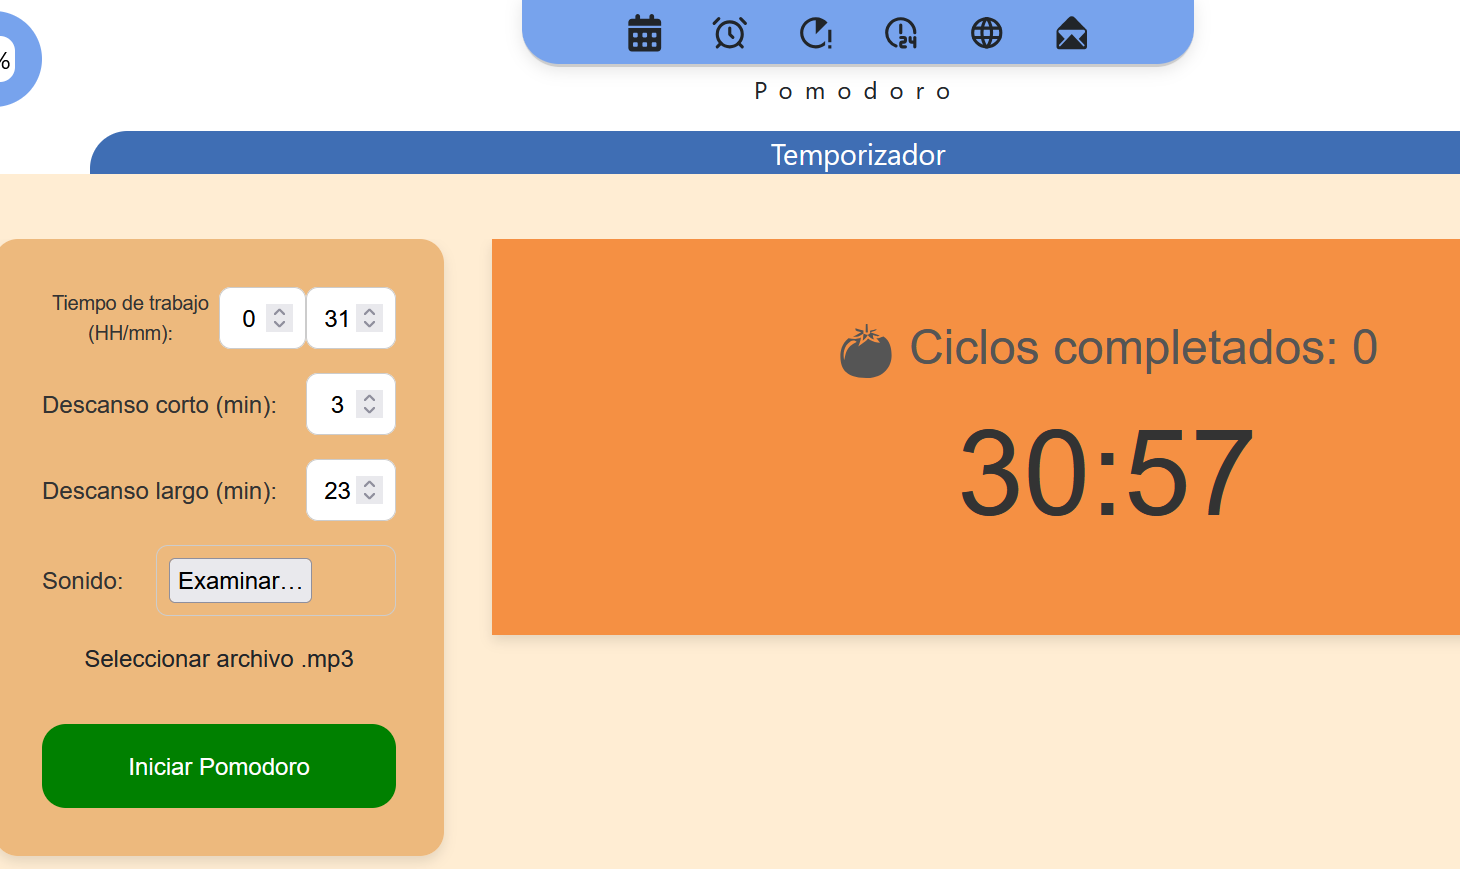 %
24
Pomodoro
Temporizador
Tiempo de trabajo
(HH/mm):
0
31
Descanso corto (min):
3
Descanso largo (min):
23
Sonido:
Examinar…
Seleccionar archivo .mp3
Iniciar Pomodoro
Ciclos completados: 0
30:57